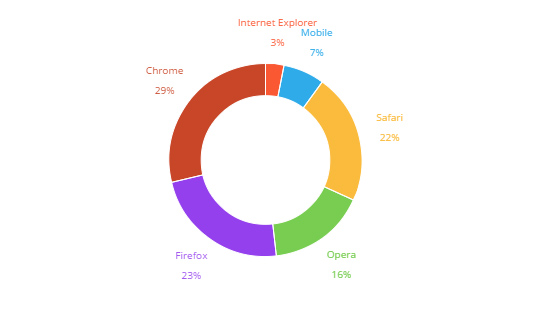 Internet Explorer
3%
Mobile
7%
Chrome
29%
Safari
22%
Opera
16%
Firefox
23%